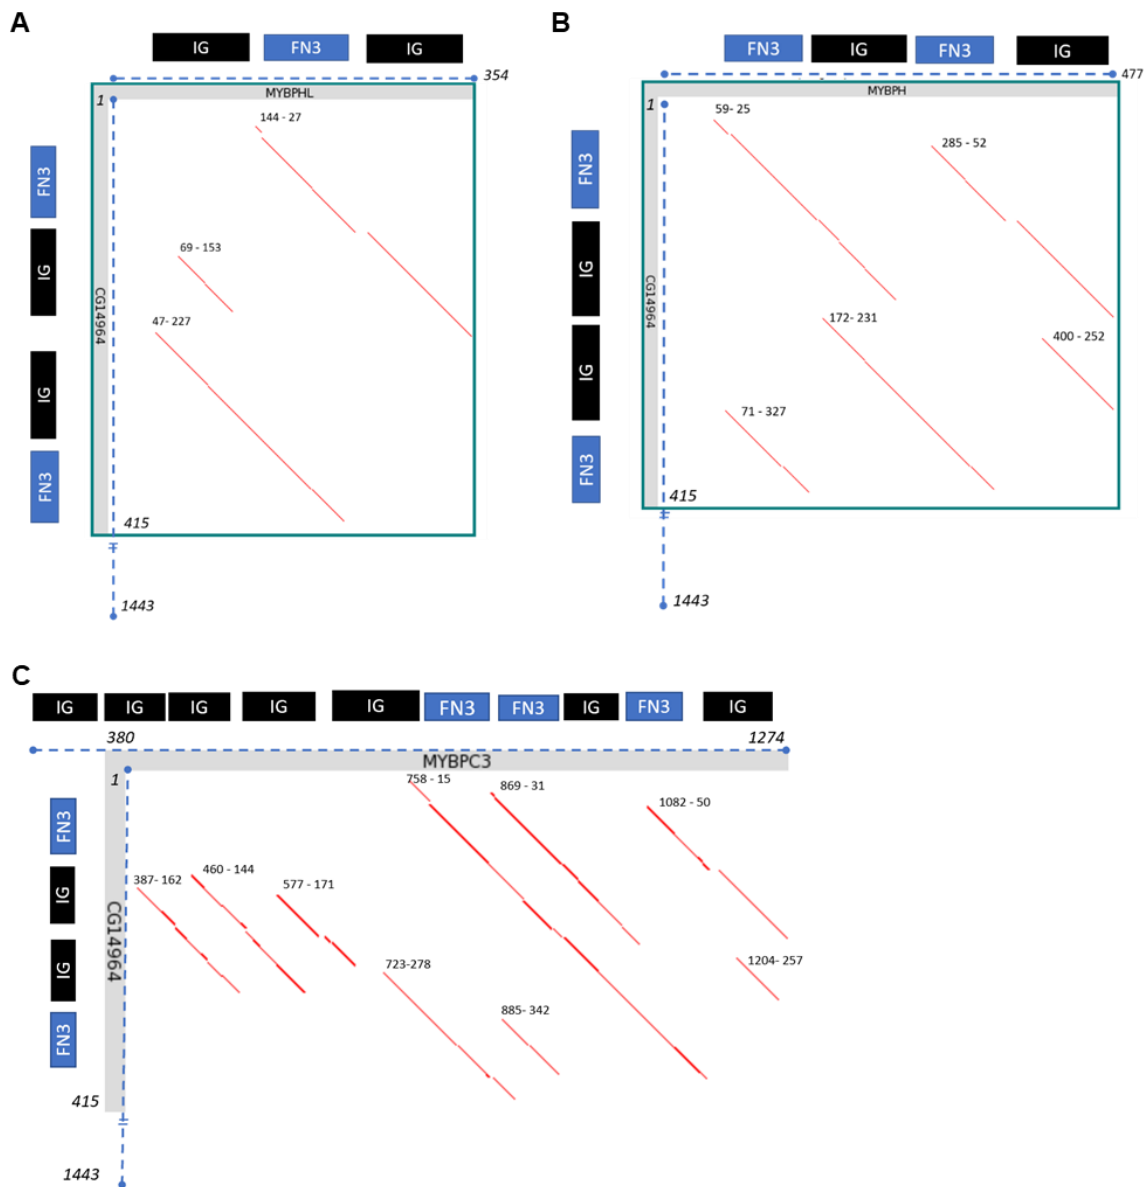 A
IG FN3 IG
354
MYBPHL
1
144 - 27
FN3
69 - 153
IG
CG14964
47- 227
IG
FN3
415
1443
B
FN3 IG FN3 IG
477
MYBPH
1
59- 25
285 - 52
FN3
IG
CG14964
172- 231
400 - 252
IG
71 - 327
FN3
415
1443
C
IG IG IG IG IG FN3 FN3 IG FN3 IG
380 1274
MYBPC3
1
758 - 15 869 - 31 1082 - 50
FN3
387- 162 460 - 144 577 - 171
IG
CG14964
723-278 1204- 257
IG
885- 342
FN3
415
1443